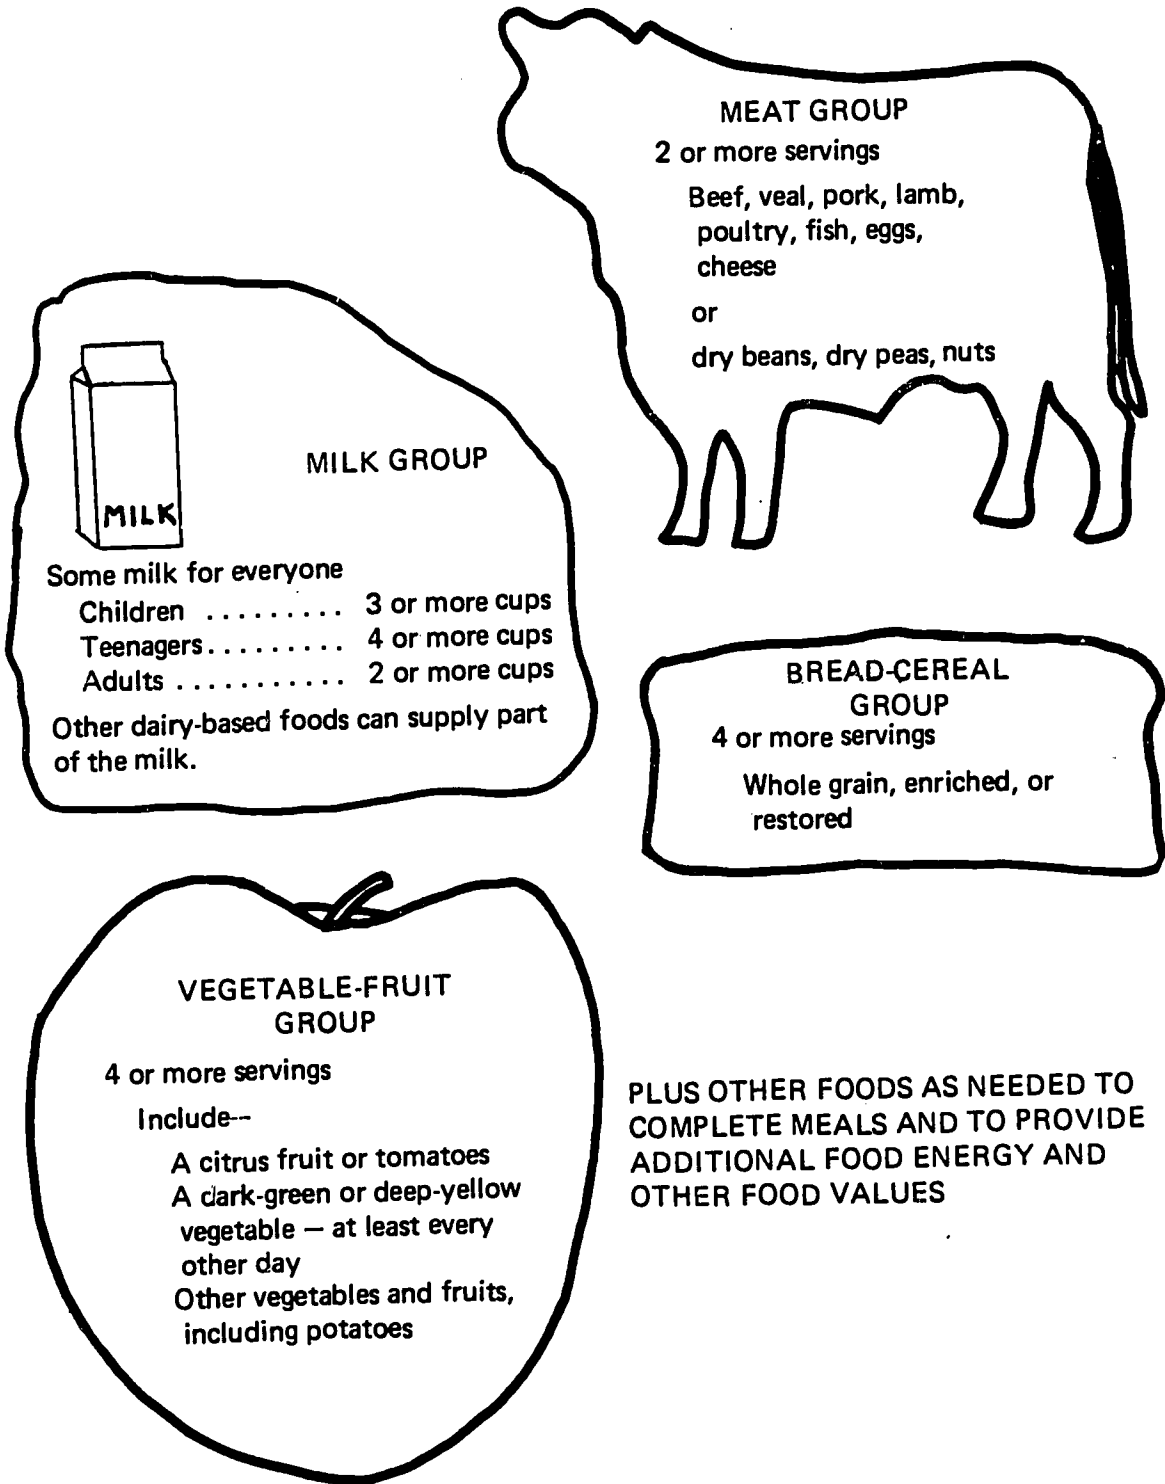 MEAT GROUP
2 or more servings
Beef, veal, pork, lamb,
poultry, fish, eggs,
cheese
or
dry beans, dry peas, nuts
MILK
MILK GROUP
Some milk for everyone
Children ......... 3 or more cups
Teenagers......... 4 or more cups
Adults ........... 2 or more cups
Other dairy-based foods can supply part
of the milk.
BREAD-CEREAL
GROUP
4 or more servings
Whole grain, enriched, or
restored
VEGETABLE-FRUIT
GROUP
4 or more servings
Include--
A citrus fruit or tomatoes
A dark-green or deep-yellow
vegetable — at least every
other day
Other vegetables and fruits,
including potatoes
PLUS OTHER FOODS AS NEEDED TO
COMPLETE MEALS AND TO PROVIDE
ADDITIONAL FOOD ENERGY AND
OTHER FOOD VALUES